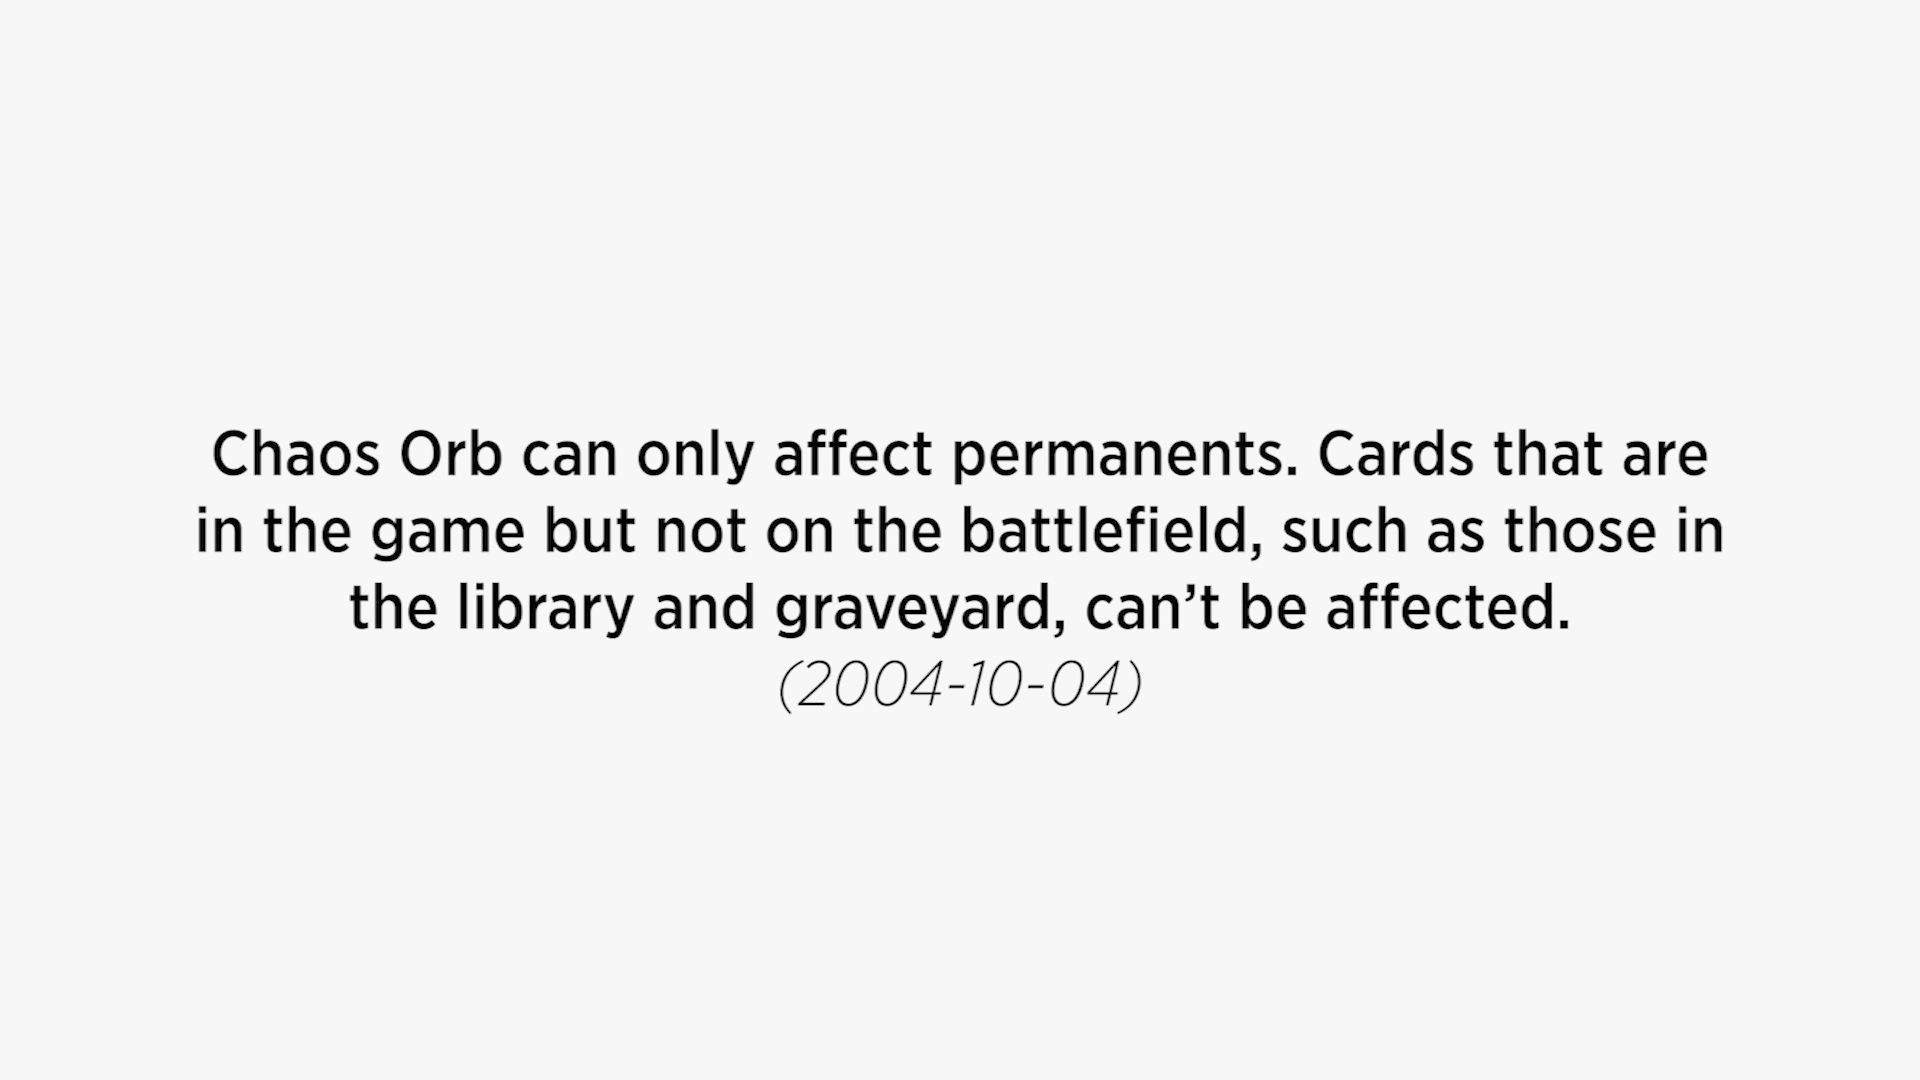 Chaos Orb can only affect permanents. Cards that are
in the game but not on the battlefield, such as those in
the library and graveyard, can’t be affected.
(2004-10-04)